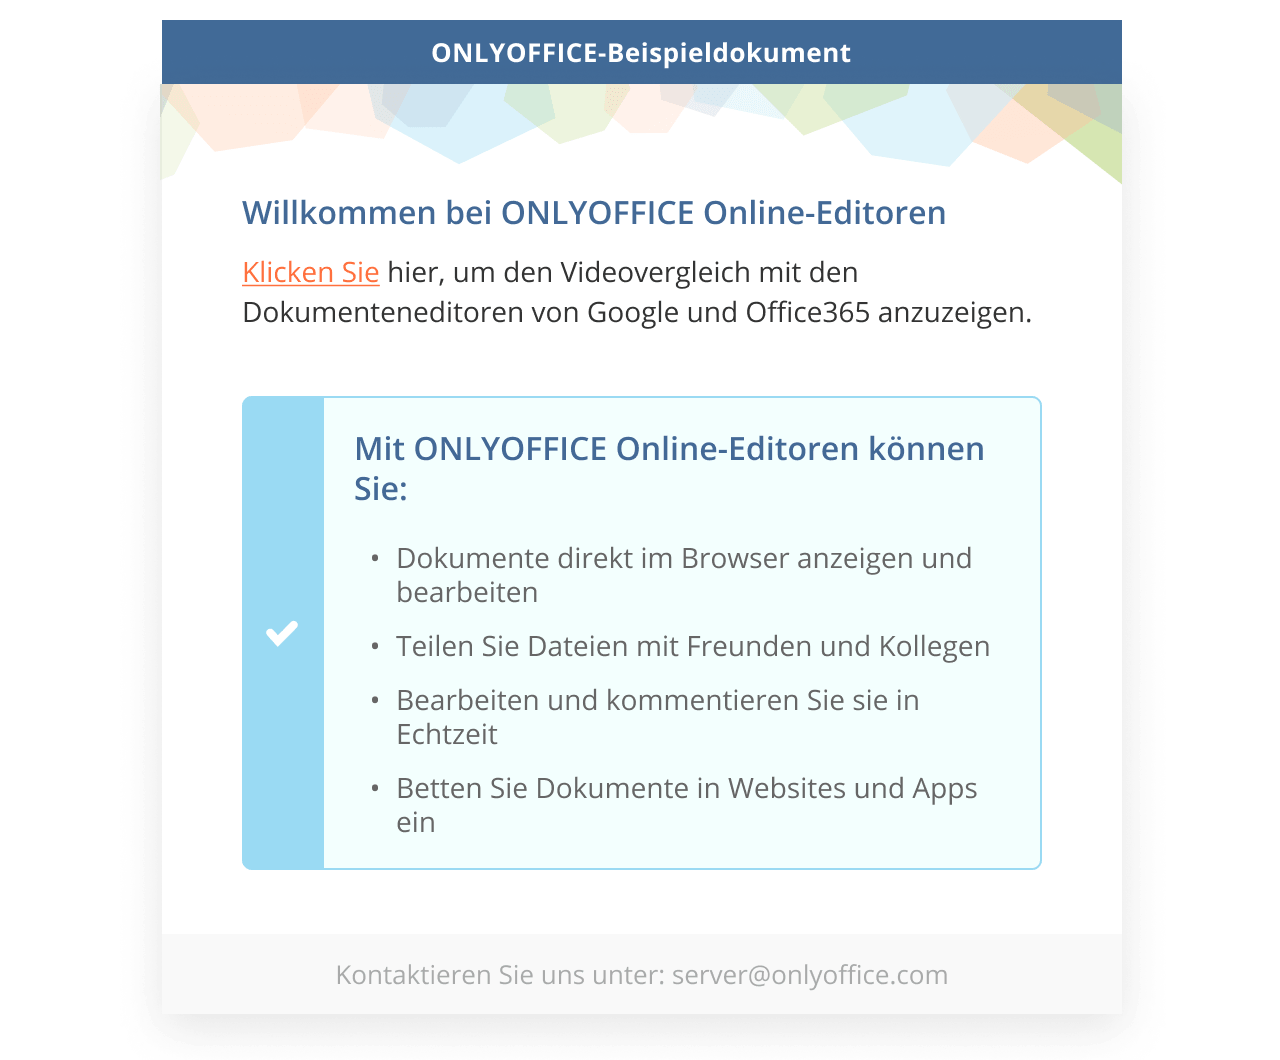 ONLYOFFICE-Beispieldokument
Willkommen bei ONLYOFFICE Online-Editoren
Klicken Sie hier, um den Videovergleich mit den
Dokumenteneditoren von Google und Office365 anzuzeigen.
Mit ONLYOFFICE Online-Editoren können
Sie:
• Dokumente direkt im Browser anzeigen und
bearbeiten
• Teilen Sie Dateien mit Freunden und Kollegen
• Bearbeiten und kommentieren Sie sie in
Echtzeit
• Betten Sie Dokumente in Websites und Apps
ein
Kontaktieren Sie uns unter: server@onlyoffice.com